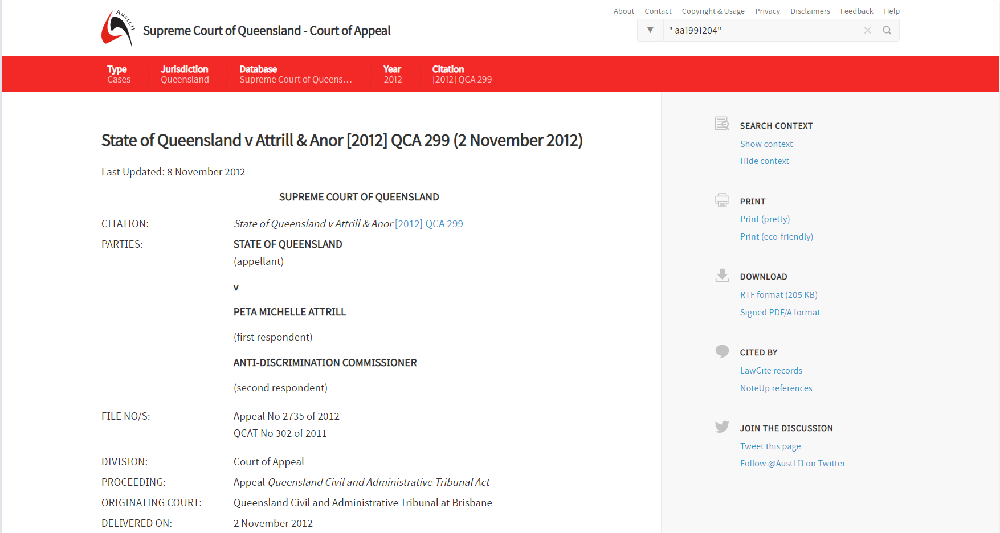 About Contact Copyright & Usage Privacy Disclaimers Feedback Help
AustLII
Supreme Court of Queensland - Court of Appeal
▼ " aa1991204"
Type Jurisdiction Database Year Citation
Cases Queensland Supreme Court of Queens... 2012 [2012] QCA 299
State of Queensland v Attrill & Anor [2012] QCA 299 (2 November 2012)
Last Updated: 8 November 2012
SUPREME COURT OF QUEENSLAND
CITATION: State of Queensland v Attrill & Anor [2012] QCA 299
PARTIES: STATE OF QUEENSLAND
(appellant)
v
PETA MICHELLE ATTRILL
(first respondent)
ANTI-DISCRIMINATION COMMISSIONER
(second respondent)
FILE NO/S: Appeal No 2735 of 2012
QCAT No 302 of 2011
DIVISION: Court of Appeal
PROCEEDING: Appeal Queensland Civil and Administrative Tribunal Act
ORIGINATING COURT: Queensland Civil and Administrative Tribunal at Brisbane
DELIVERED ON: 2 November 2012
SEARCH CONTEXT
Show context
Hide context
PRINT
Print (pretty)
Print (eco-friendly)
DOWNLOAD
RTF format (205 KB)
Signed PDF/A format
CITED BY
LawCite records
NoteUp references
JOIN THE DISCUSSION
Tweet this page
Follow @AustLII on Twitter